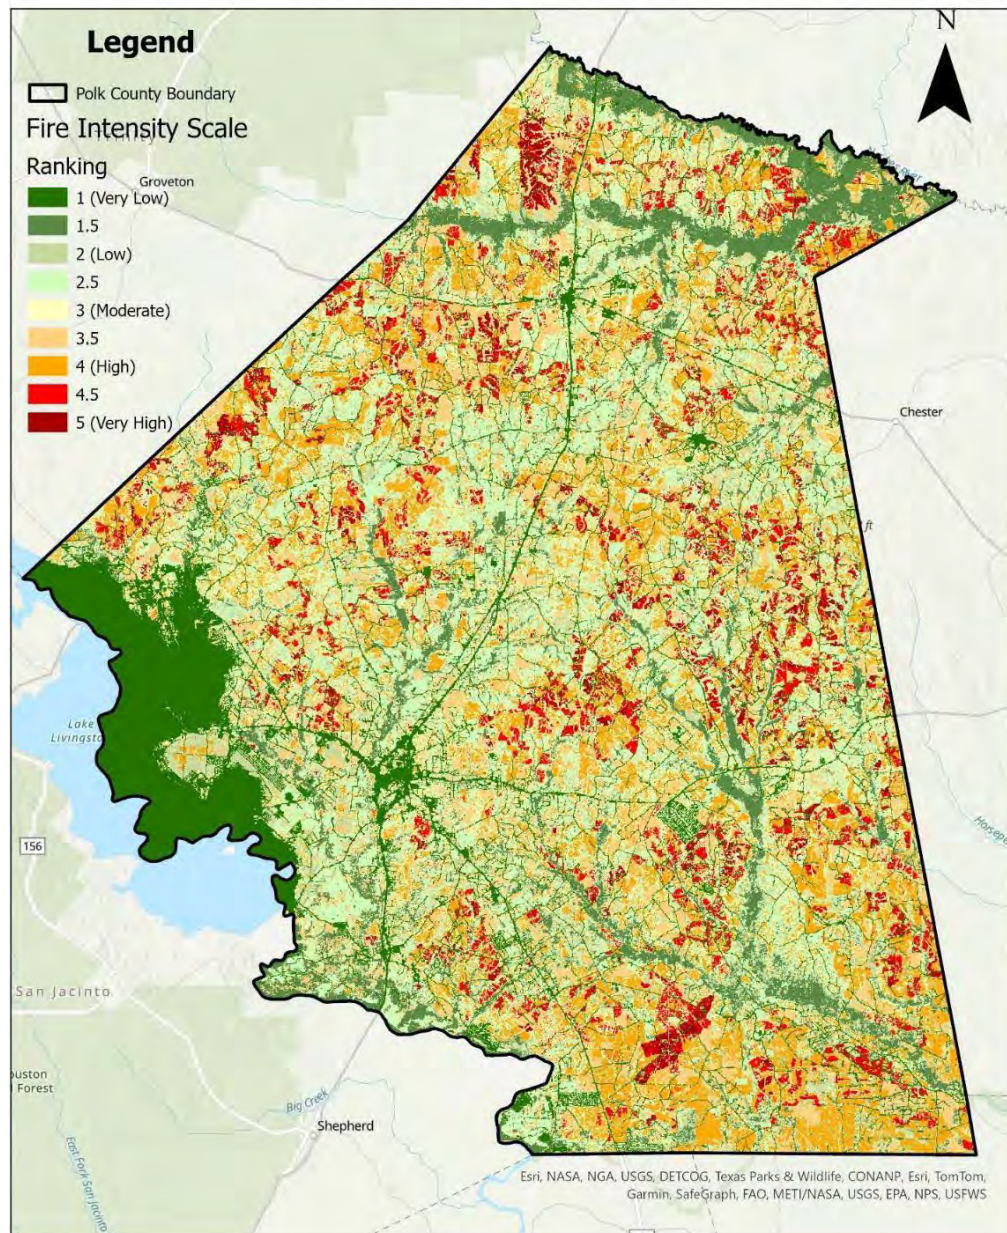 Legend
Polk County Boundary
Fire Intensity Scale
Ranking
1 (Very Low)
1.5
2 (Low)
2.5
3 (Moderate)
3.5
4 (High)
4.5
5 (Very High)
N
Groveton
Chester
Lake
156
San Jacinto
Forest
Big Creek
Shepherd
East Fork San Jacinto
Esri, NASA, NGA, USGS, DETCOG, Texas Parks & Wildlife, CONANP, Esri, TomTom,
Garmin, SafeGraph, FAO, METI/NASA, USGS, EPA, NPS, USFWS